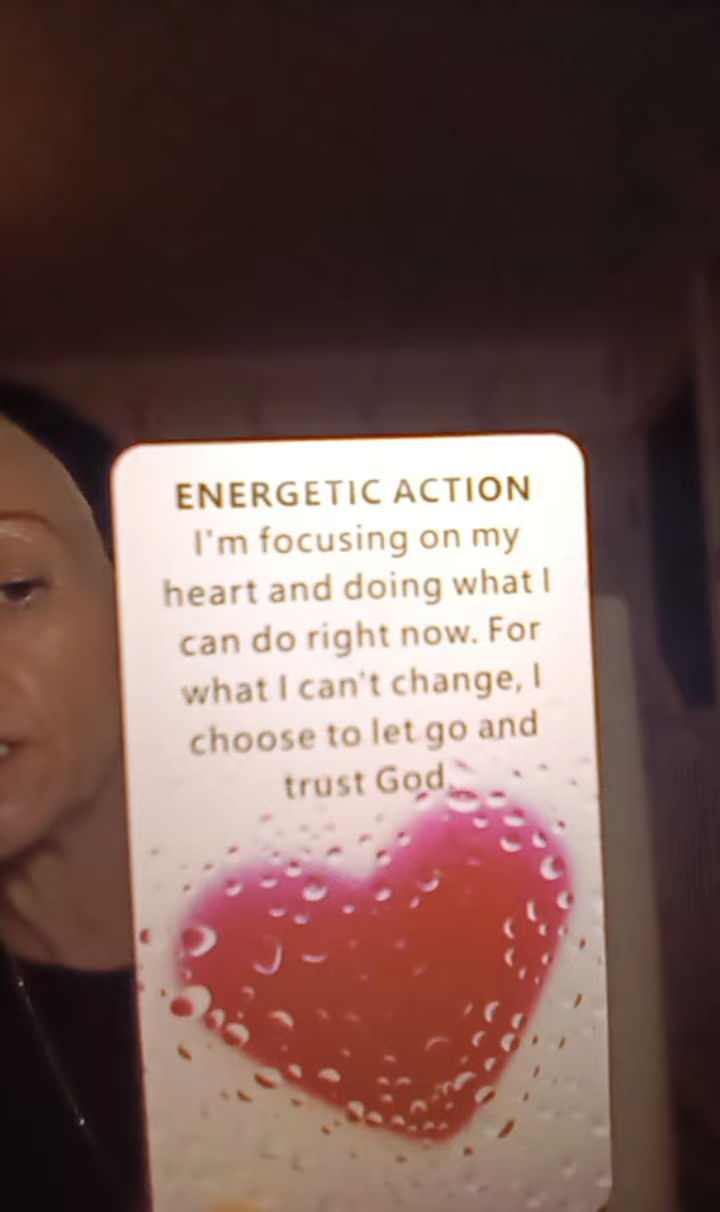 ENERGETIC ACTION
I'm focusing on my
heart and doing what I
can do right now. For
what I can't change, I
choose to let go and
trust God.